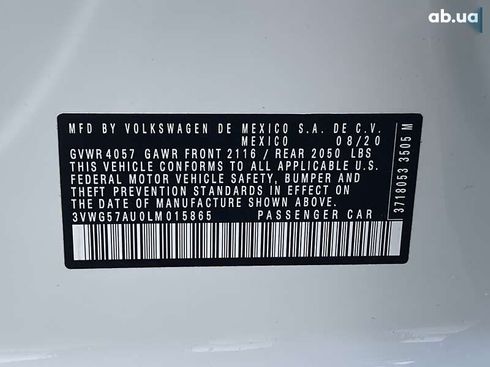 ab.ua
MFD BY VOLKSWAGEN DE MEXICO S.A. DE C.V.
MEXICO 08/20
GVWR 4057 GAWR FRONT 2116 / REAR 2050 LBS
THIS VEHICLE CONFORMS TO ALL APPLICABLE U.S.
FEDERAL MOTOR VEHICLE SAFETY, BUMPER AND
THEFT PREVENTION STANDARDS IN EFFECT ON
THE DATE OF MANUFACTURE SHOWN ABOVE.
3VWG57AU0LM015865 PASSENGER CAR
3718053 3505 M